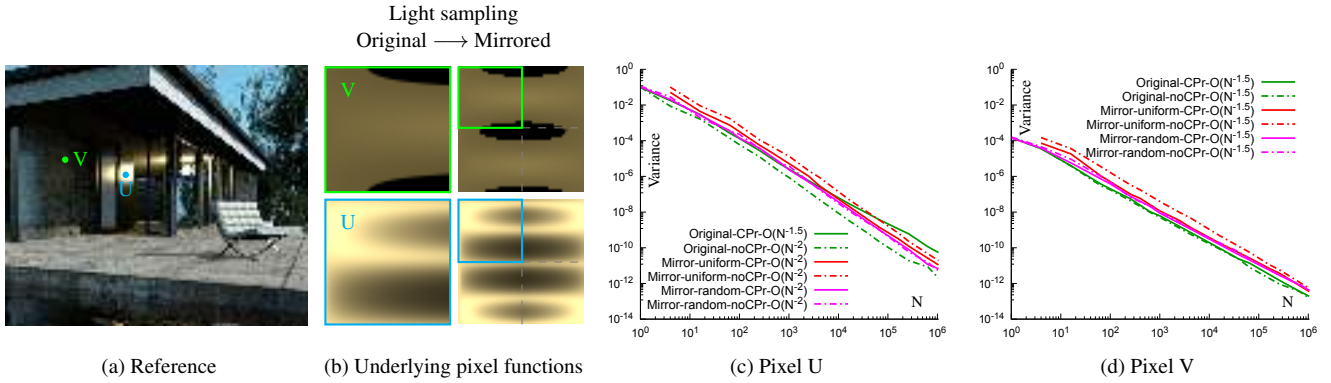 Light sampling
Original ⟶ Mirrored
V
U
V
U
(a) Reference
(b) Underlying pixel functions
10^0
10^-2
10^-4
10^-6
10^-8
10^-10
10^-12
10^-14
Variance
Original-CPr-O(N^-1.5)
Original-noCPr-O(N^-2)
Mirror-uniform-CPr-O(N^-2)
Mirror-uniform-noCPr-O(N^-2)
Mirror-random-CPr-O(N^-2)
Mirror-random-noCPr-O(N^-2)
N
10^0 10^1 10^2 10^3 10^4 10^5 10^6
(c) Pixel U
10^0
10^-2
10^-4
10^-6
10^-8
10^-10
10^-12
10^-14
Variance
Original-CPr-O(N^-1.5)
Original-noCPr-O(N^-1.5)
Mirror-uniform-CPr-O(N^-1.5)
Mirror-uniform-noCPr-O(N^-1.5)
Mirror-random-CPr-O(N^-1.5)
Mirror-random-noCPr-O(N^-1.5)
N
10^0 10^1 10^2 10^3 10^4 10^5 10^6
(d) Pixel V